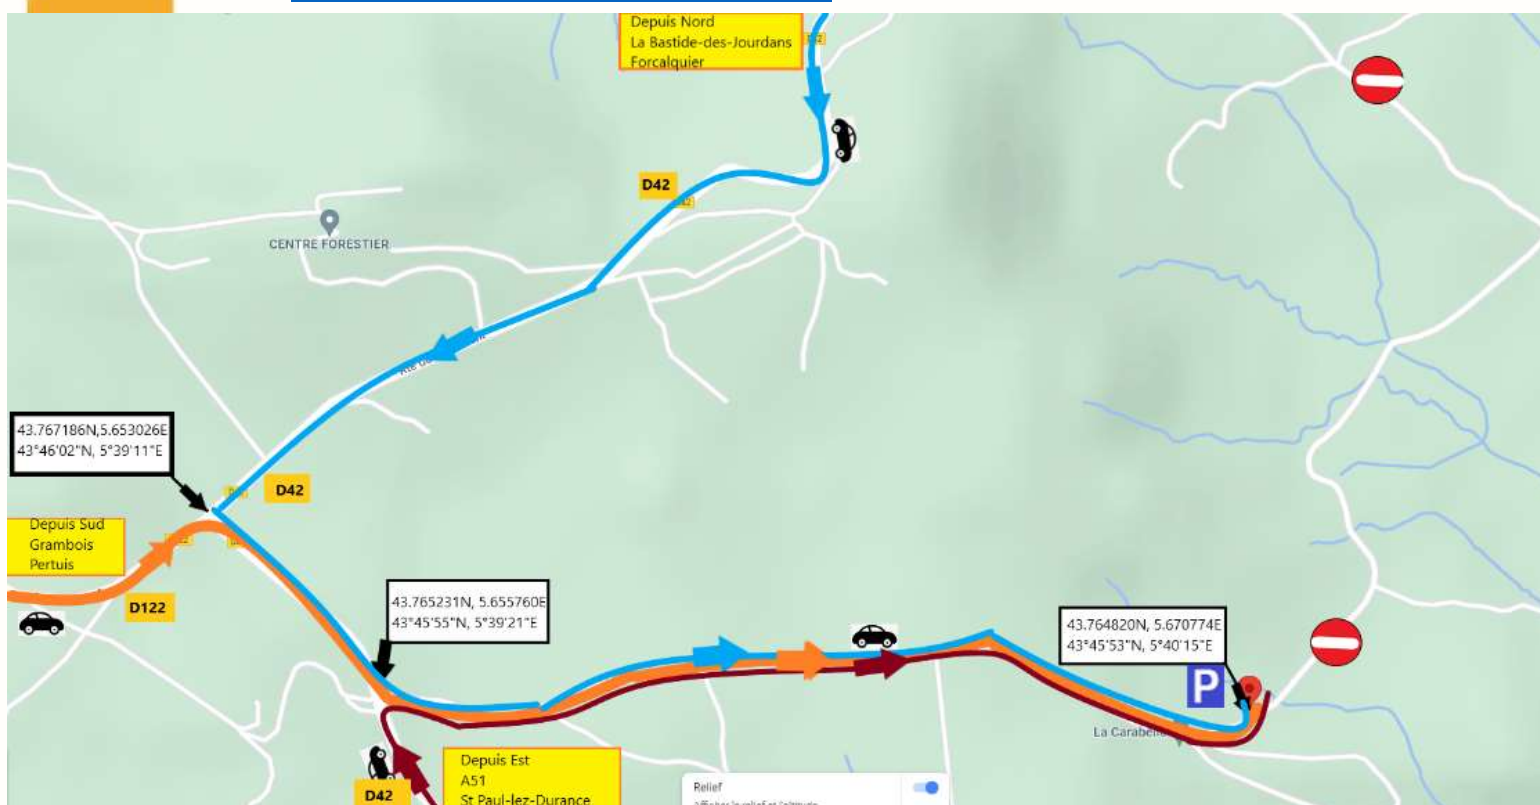 Depuis Nord
La Bastide-des-Jourdans
Forcalquier
D42
CENTRE FORESTIER
43.767186N,5.653026E
43°46'02"N, 5°39'11"E
D42
Depuis Sud
Grambois
Pertuis
D122
43.765231N, 5.655760E
43°45'55"N, 5°39'21"E
43.764820N, 5.670774E
43°45'53"N, 5°40'15"E
P
La Carabelle
Depuis Est
A51
St Paul-lez-Durance
D42
Relief